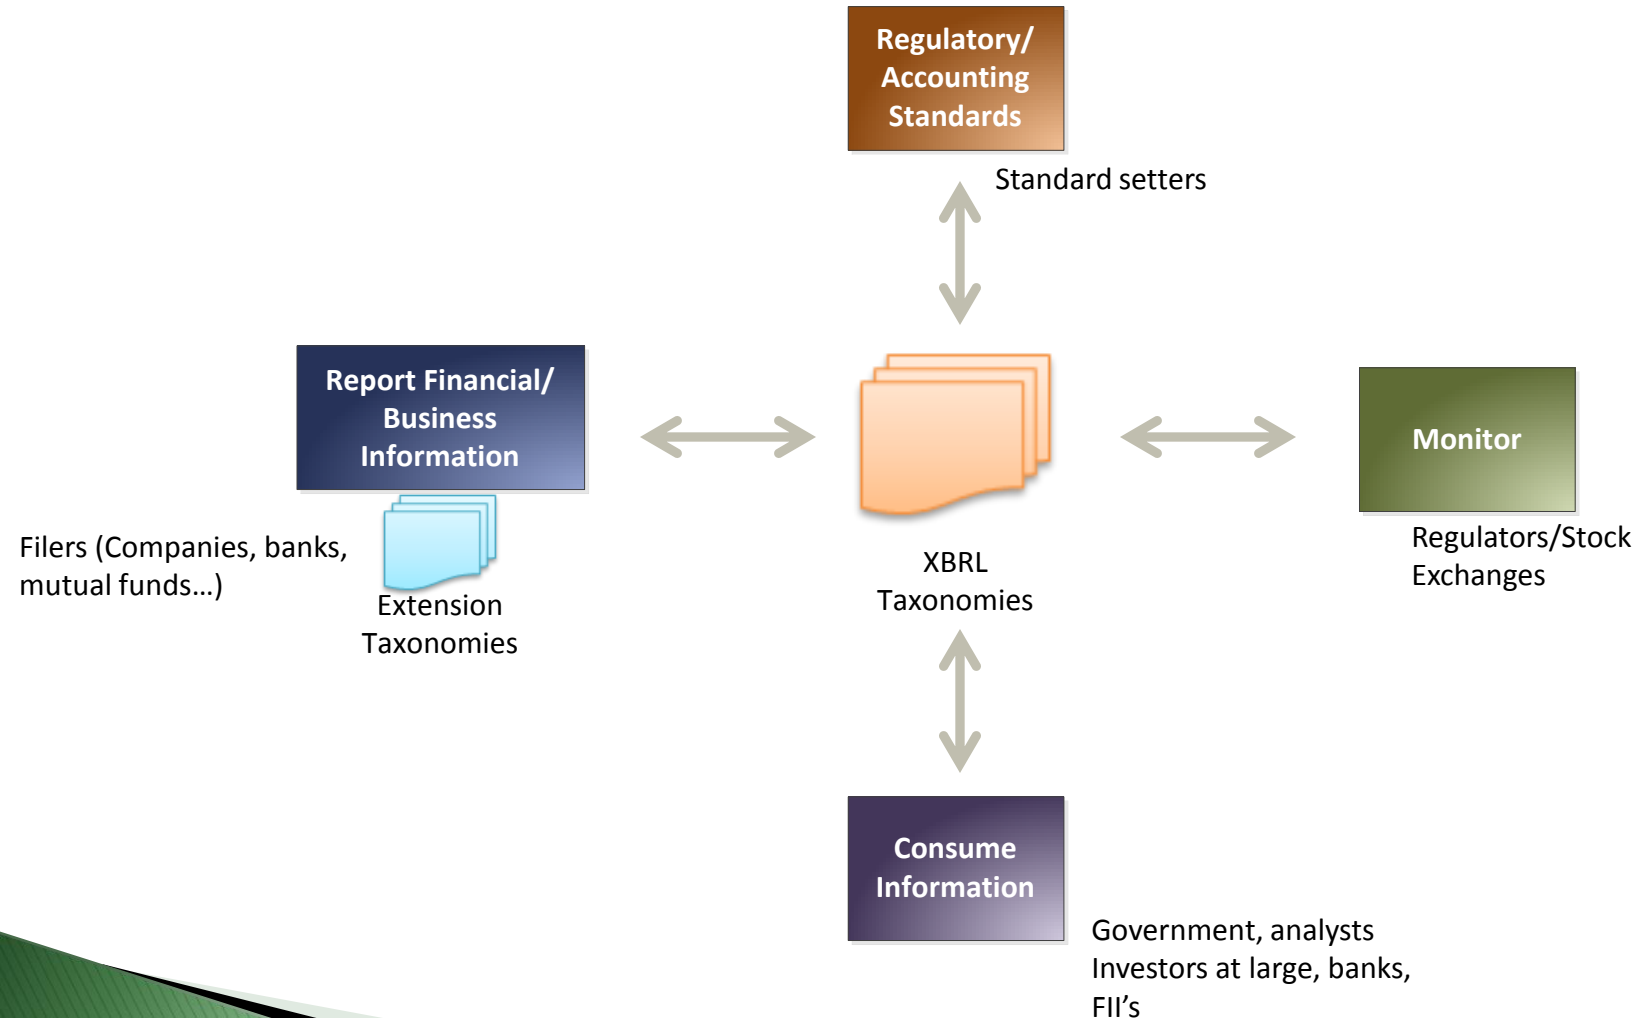 Regulatory/
Accounting
Standards
Standard setters
Report Financial/
Business
Information
Filers (Companies, banks,
mutual funds...)
Extension
Taxonomies
XBRL
Taxonomies
Monitor
Regulators/Stock
Exchanges
Consume
Information
Government, analysts
Investors at large, banks,
FII’s